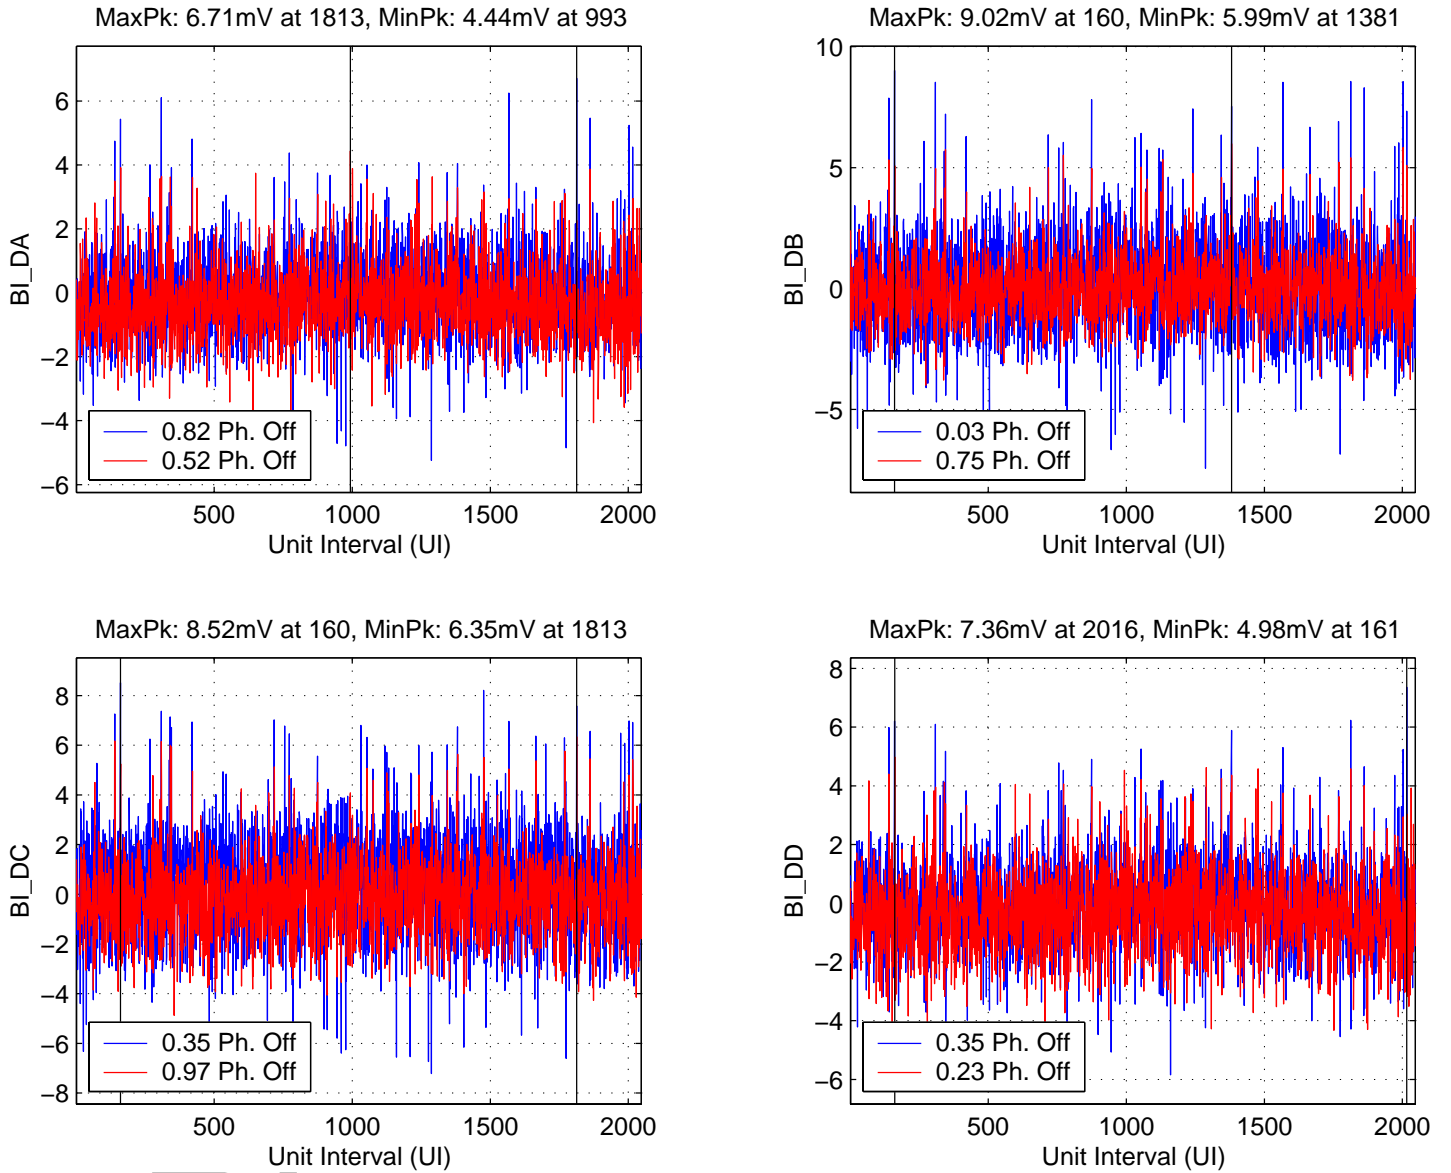 MaxPk: 6.71mV at 1813, MinPk: 4.44mV at 993
6
4
2
0
−2
−4
−6
BI_DA
0.82 Ph. Off
0.52 Ph. Off
500
1000
1500
2000
Unit Interval (UI)
MaxPk: 9.02mV at 160, MinPk: 5.99mV at 1381
10
5
0
−5
BI_DB
0.03 Ph. Off
0.75 Ph. Off
500
1000
1500
2000
Unit Interval (UI)
MaxPk: 8.52mV at 160, MinPk: 6.35mV at 1813
8
6
4
2
0
−2
−4
−6
−8
BI_DC
0.35 Ph. Off
0.97 Ph. Off
500
1000
1500
2000
Unit Interval (UI)
MaxPk: 7.36mV at 2016, MinPk: 4.98mV at 161
8
6
4
2
0
−2
−4
−6
BI_DD
0.35 Ph. Off
0.23 Ph. Off
500
1000
1500
2000
Unit Interval (UI)